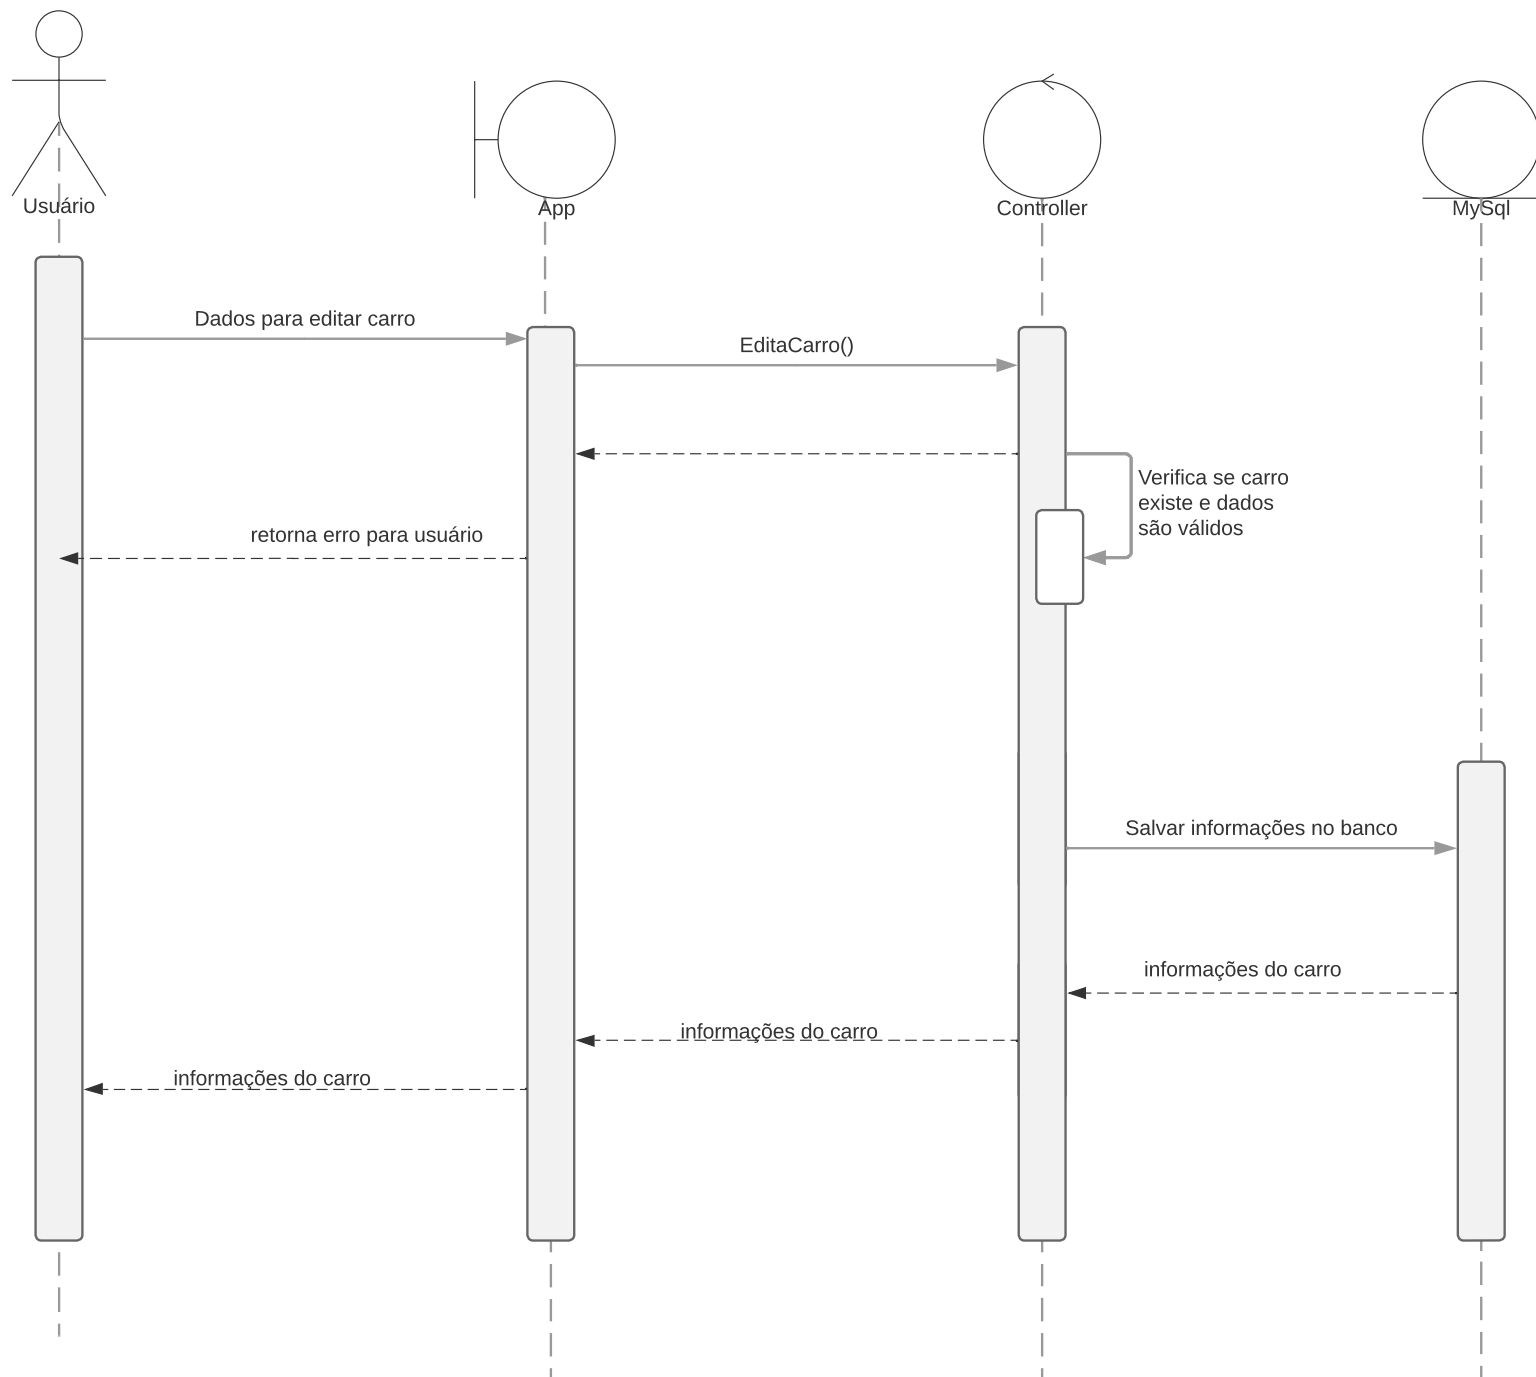 Usuário
App
Controller
MySql
Dados para editar carro
EditaCarro()
Verifica se carro
existe e dados
são válidos
retorna erro para usuário
Salvar informações no banco
informações do carro
informações do carro
informações do carro